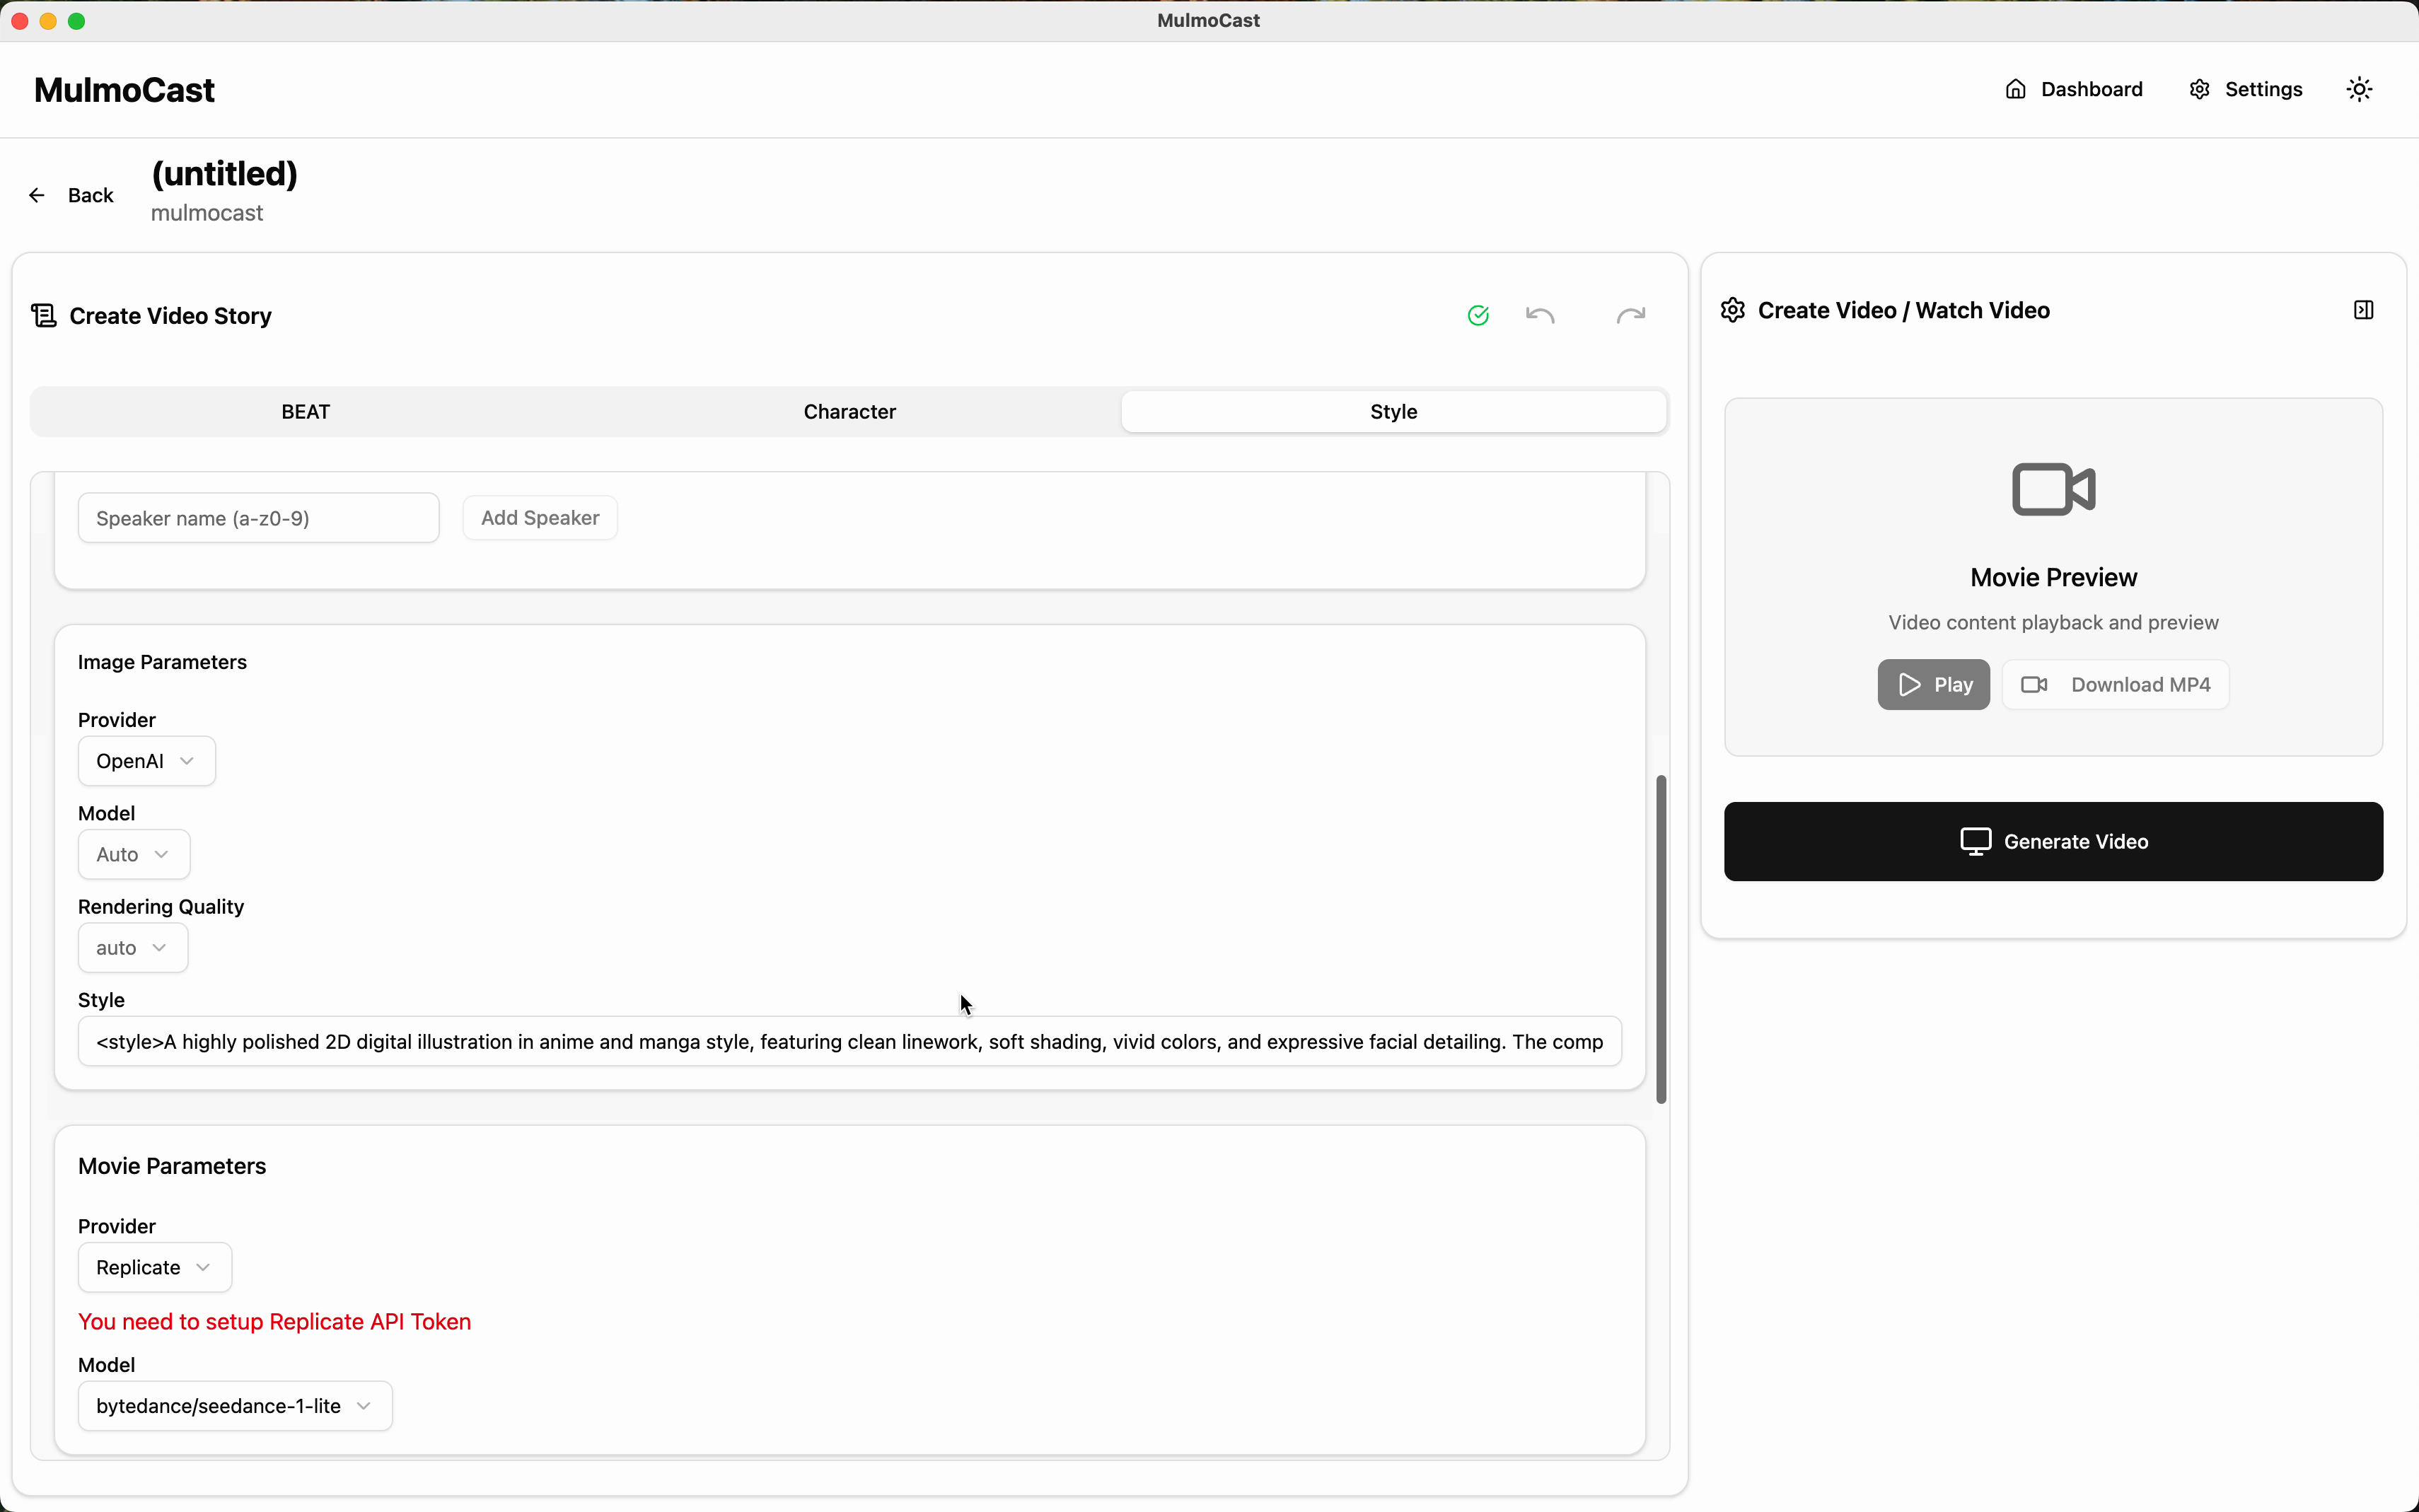 MulmoCast
MulmoCast
Dashboard
Settings
Back
(untitled)
mulmocast
Create Video Story
BEAT
Character
Style
Speaker name (a-z0-9)
Add Speaker
Image Parameters
Provider
OpenAI
Model
Auto
Rendering Quality
auto
Style
<style>A highly polished 2D digital illustration in anime and manga style, featuring clean linework, soft shading, vivid colors, and expressive facial detailing. The comp
Movie Parameters
Provider
Replicate
You need to setup Replicate API Token
Model
bytedance/seedance-1-lite
Create Video / Watch Video
Movie Preview
Video content playback and preview
Play
Download MP4
Generate Video